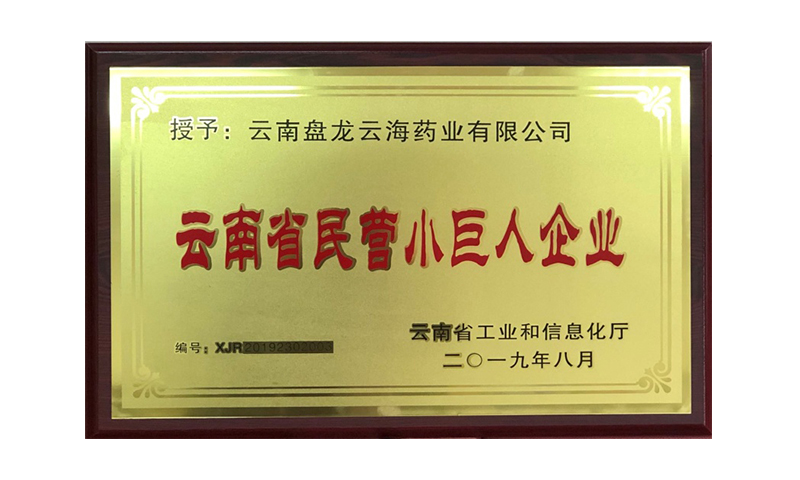 授予：云南盘龙云海药业有限公司
云南省民营小巨人企业
编号：XJR
云南省工业和信息化厅
二〇一九年八月